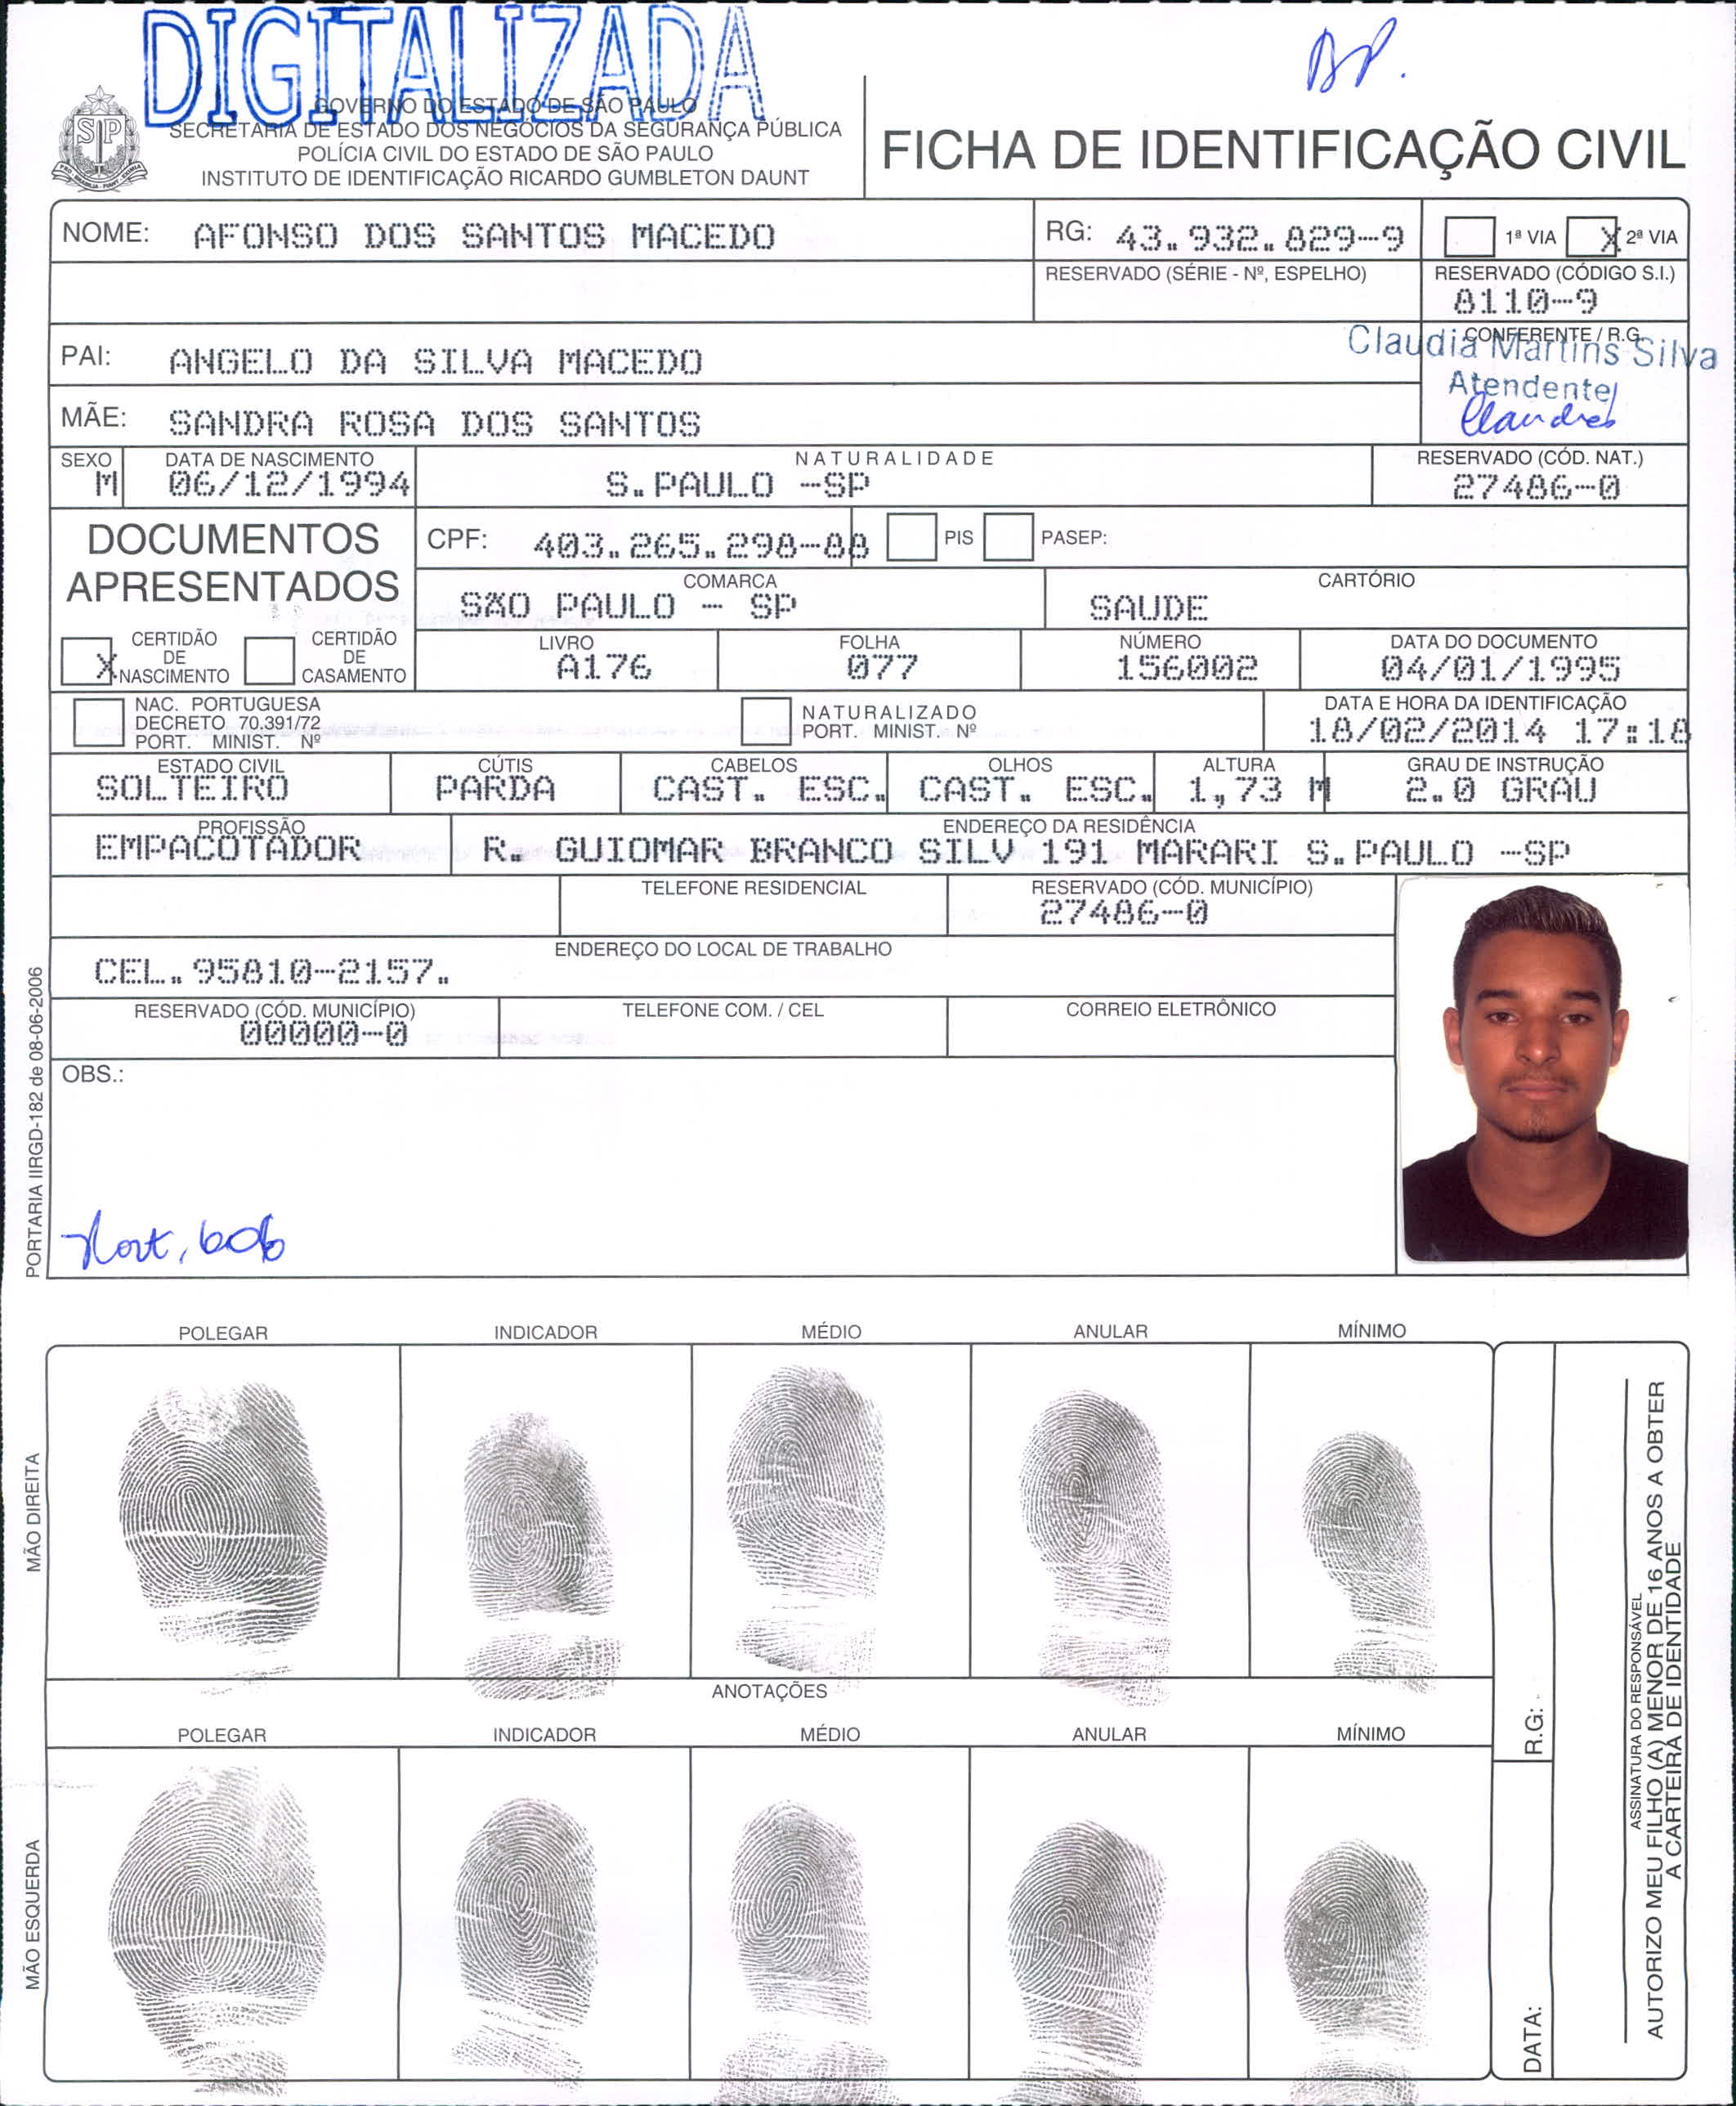 DIGITALIZADA
GOVERNO DO ESTADO DE SÃO PAULO
SECRETARIA DE ESTADO DOS NEGÓCIOS DA SEGURANÇA PÚBLICA
POLÍCIA CIVIL DO ESTADO DE SÃO PAULO
INSTITUTO DE IDENTIFICAÇÃO RICARDO GUMBLETON DAUNT
FICHA DE IDENTIFICAÇÃO CIVIL
NOME: AFONSO DOS SANTOS MACEDO RG: 43.932.829-9 1ª VIA X 2ª VIA
RESERVADO (SÉRIE - Nº, ESPELHO) RESERVADO (CÓDIGO S.I.)
8110-9
PAI: ANGELO DA SILVA MACEDO CONFERENTE / R.G.
Claudia Martins Silva
Atendente
MÃE: SANDRA ROSA DOS SANTOS
SEXO DATA DE NASCIMENTO NATURALIDADE RESERVADO (CÓD. NAT.)
M 06/12/1994 S.PAULO -SP 27486-0
DOCUMENTOS APRESENTADOS
CPF: 403.265.298-88 PIS PASEP:
COMARCA CARTÓRIO
SÃO PAULO - SP SAUDE
X CERTIDÃO DE NASCIMENTO CERTIDÃO DE CASAMENTO
LIVRO FOLHA NÚMERO DATA DO DOCUMENTO
A176 077 156002 04/01/1995
NAC. PORTUGUESA NATURALIZADO DATA E HORA DA IDENTIFICAÇÃO
DECRETO 70.391/72 PORT. MINIST. Nº 18/02/2014 17:18
PORT. MINIST. Nº
ESTADO CIVIL CÚTIS CABELOS OLHOS ALTURA GRAU DE INSTRUÇÃO
SOLTEIRO PARDA CAST. ESC. CAST. ESC. 1,73 M 2.0 GRAU
PROFISSÃO ENDEREÇO DA RESIDÊNCIA
EMPACOTADOR R. GUIOMAR BRANCO SILV 191 MARARI S.PAULO -SP
TELEFONE RESIDENCIAL RESERVADO (CÓD. MUNICÍPIO)
27486-0
ENDEREÇO DO LOCAL DE TRABALHO
CEL.95810-2157.
RESERVADO (CÓD. MUNICÍPIO) TELEFONE COM. / CEL CORREIO ELETRÔNICO
00000-0
OBS.:
PORTARIA IIRGD-182 de 08-06-2006
POLEGAR INDICADOR MÉDIO ANULAR MÍNIMO
MÃO DIREITA
ANOTAÇÕES
POLEGAR INDICADOR MÉDIO ANULAR MÍNIMO
MÃO ESQUERDA
R.G.:
DATA:
ASSINATURA DO RESPONSÁVEL
AUTORIZO MEU FILHO (A) MENOR DE 16 ANOS A OBTER
A CARTEIRA DE IDENTIDADE